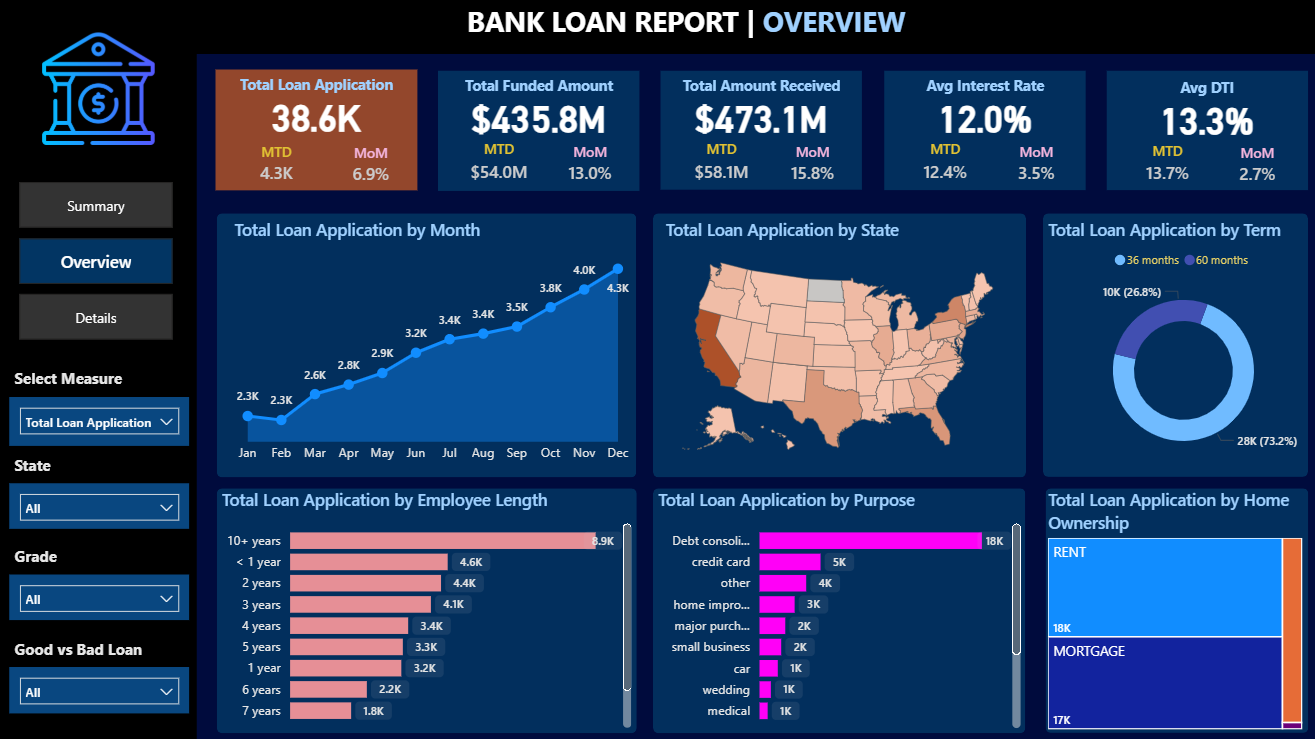 BANK LOAN REPORT | OVERVIEW
Total Loan Application
38.6K
MTD
MoM
4.3K
6.9%
Total Funded Amount
$435.8M
MTD
MoM
$54.0M
13.0%
Total Amount Received
$473.1M
MTD
MoM
$58.1M
15.8%
Avg Interest Rate
12.0%
MTD
MoM
12.4%
3.5%
Avg DTI
13.3%
MTD
MoM
13.7%
2.7%
Summary
Overview
Details
Select Measure
Total Loan Application
State
All
Grade
All
Good vs Bad Loan
All
Total Loan Application by Month
2.3K
2.3K
2.6K
2.8K
2.9K
3.2K
3.4K
3.4K
3.5K
3.8K
4.0K
4.3K
Jan Feb Mar Apr May Jun Jul Aug Sep Oct Nov Dec
Total Loan Application by State
Total Loan Application by Term
36 months 60 months
10K (26.8%)
28K (73.2%)
Total Loan Application by Employee Length
10+ years 8.9K
< 1 year 4.6K
2 years 4.4K
3 years 4.1K
4 years 3.4K
5 years 3.3K
1 year 3.2K
6 years 2.2K
7 years 1.8K
Total Loan Application by Purpose
Debt consoli... 18K
credit card 5K
other 4K
home impro... 3K
major purch... 2K
small business 2K
car 1K
wedding 1K
medical 1K
Total Loan Application by Home
Ownership
RENT
18K
MORTGAGE
17K